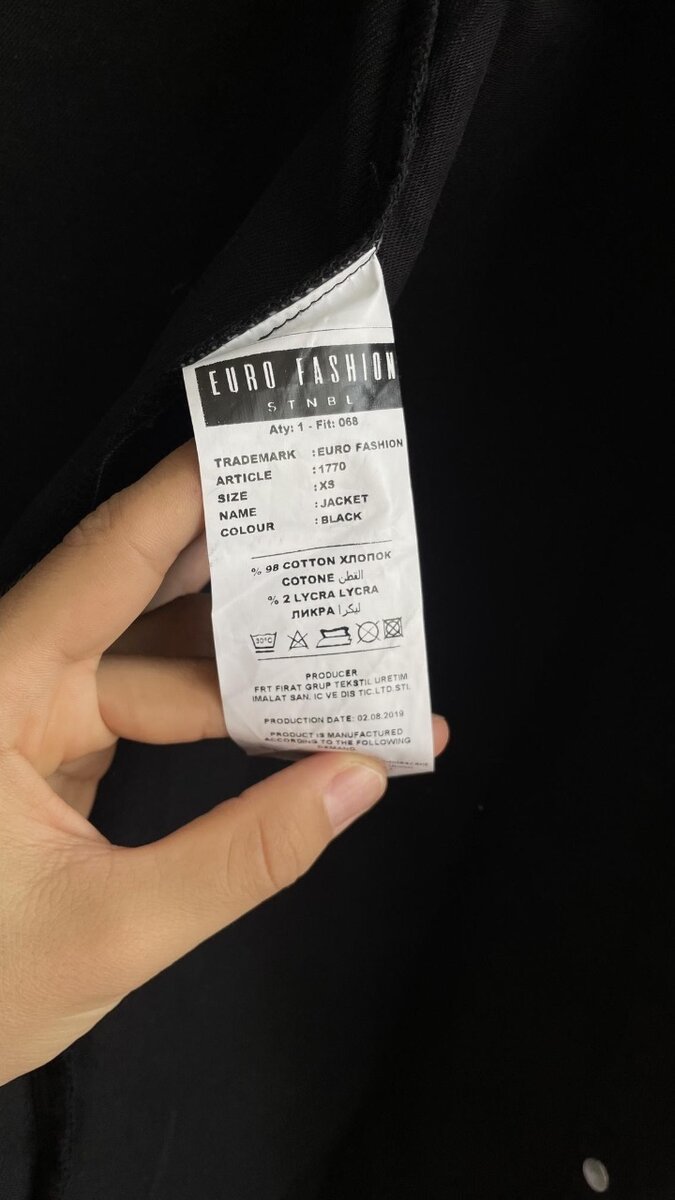 EURO FASHION
STNBL
Aty: 1 - Fit: 068
TRADEMARK : EURO FASHION
ARTICLE : 1770
SIZE : XS
NAME : JACKET
COLOUR : BLACK
% 98 COTTON ХЛОПОК
COTONE القطن
% 2 LYCRA LYCRA
ЛИКРА ليكرا
30°C
PRODUCER
FRT FIRAT GRUP TEKSTIL URETIM
IMALAT SAN. IC VE DIS TIC.LTD.STI.
PRODUCTION DATE: 02.08.2019
PRODUCT IS MANUFACTURED
ACCORDING TO THE FOLLOWING
DEMAND